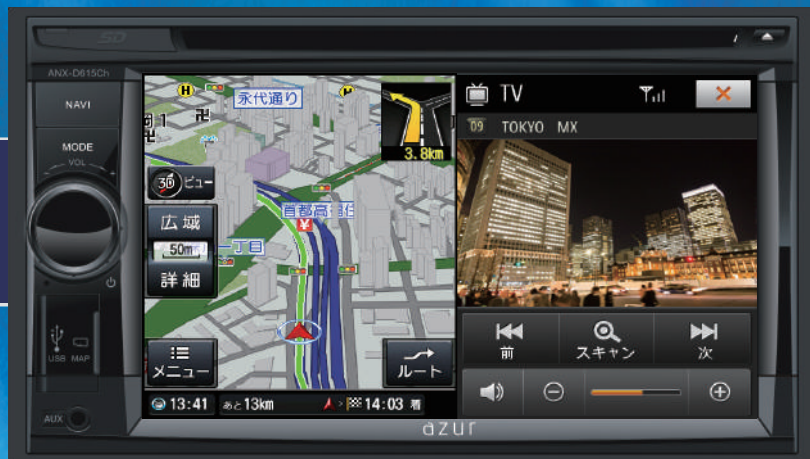 SD
ANX-D615Ch
NAVI
MODE
VOL
USB MAP
AUX
永代通り
3.8km
3D ビュー
広域
50m
詳細
一丁目
首都高
¥
メニュー
ルート
13:41 あと13km 14:03 着
TV
09 TOKYO MX
前
スキャン
次
azur